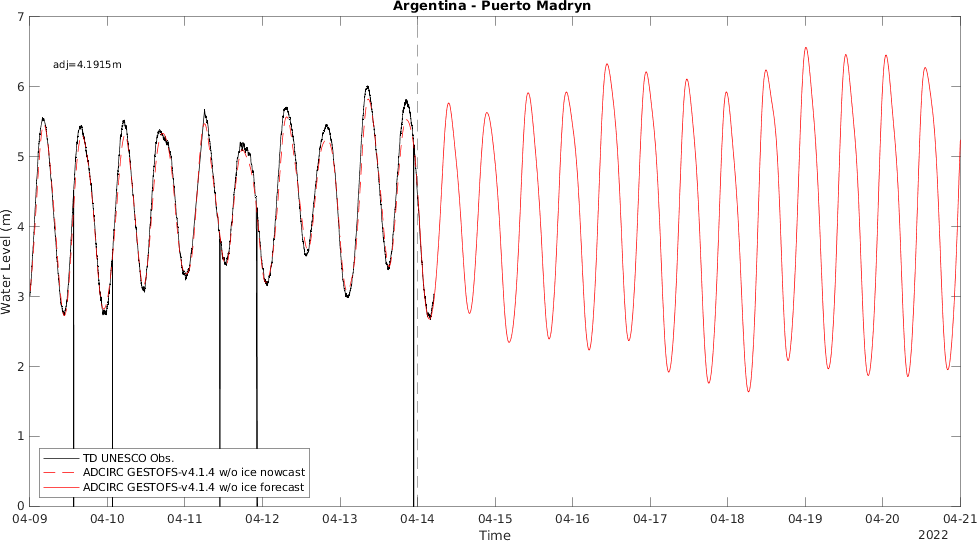 Argentina - Puerto Madryn
adj=4.1915m
Water Level (m)
7
6
5
4
3
2
1
0
TD UNESCO Obs.
ADCIRC GESTOFS-v4.1.4 w/o ice nowcast
ADCIRC GESTOFS-v4.1.4 w/o ice forecast
04-09 04-10 04-11 04-12 04-13 04-14 04-15 04-16 04-17 04-18 04-19 04-20 04-21
Time
2022